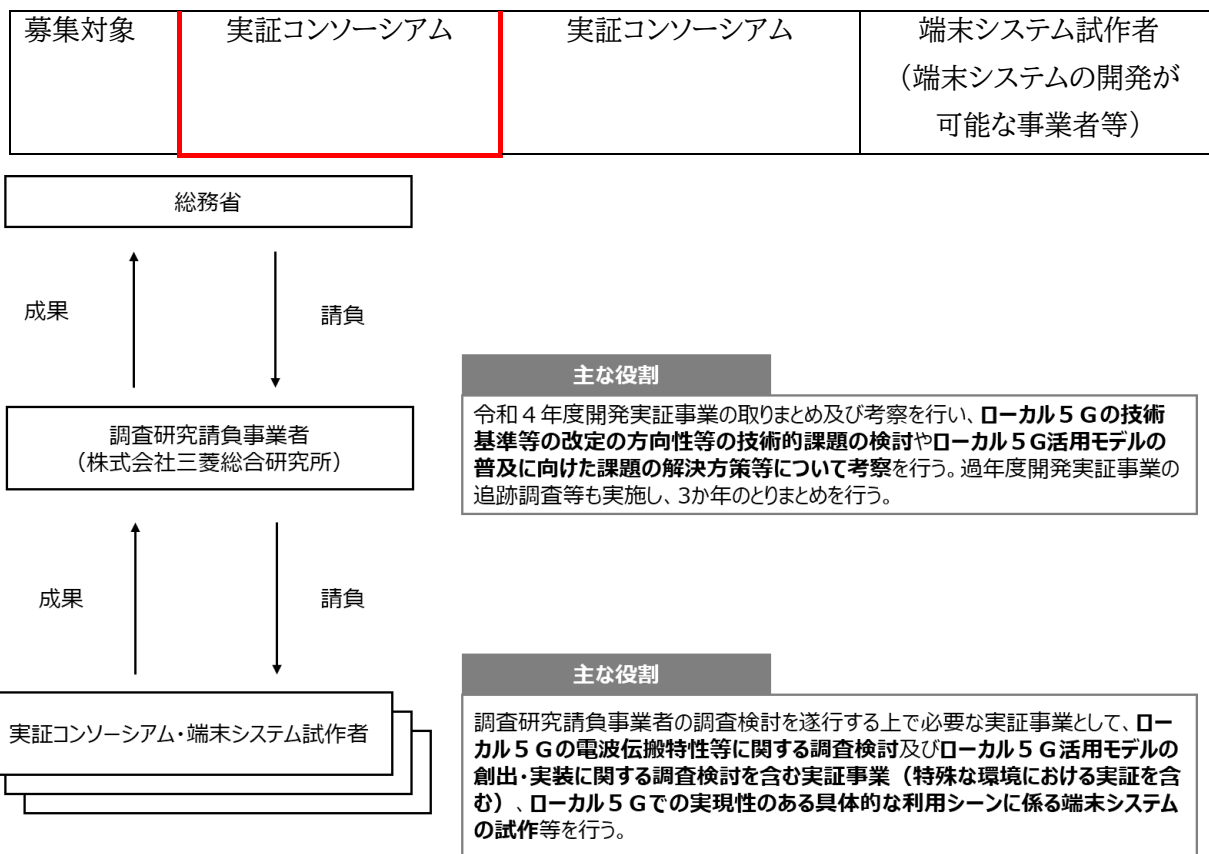 募集対象 実証コンソーシアム 実証コンソーシアム 端末システム試作者
（端末システムの開発が
可能な事業者等）
総務省
成果 請負
調査研究請負事業者
（株式会社三菱総合研究所）
主な役割
令和４年度開発実証事業の取りまとめ及び考察を行い、ローカル５Ｇの技術
基準等の改定の方向性等の技術的課題の検討やローカル５G活用モデルの
普及に向けた課題の解決方策等について考察を行う。過年度開発実証事業の
追跡調査等も実施し、3か年のとりまとめを行う。
成果 請負
実証コンソーシアム・端末システム試作者
主な役割
調査研究請負事業者の調査検討を遂行する上で必要な実証事業として、ロー
カル５Ｇの電波伝搬特性等に関する調査検討及びローカル５Ｇ活用モデルの
創出・実装に関する調査検討を含む実証事業（特殊な環境における実証を含
む）、ローカル５Ｇでの実現性のある具体的な利用シーンに係る端末システム
の試作等を行う。